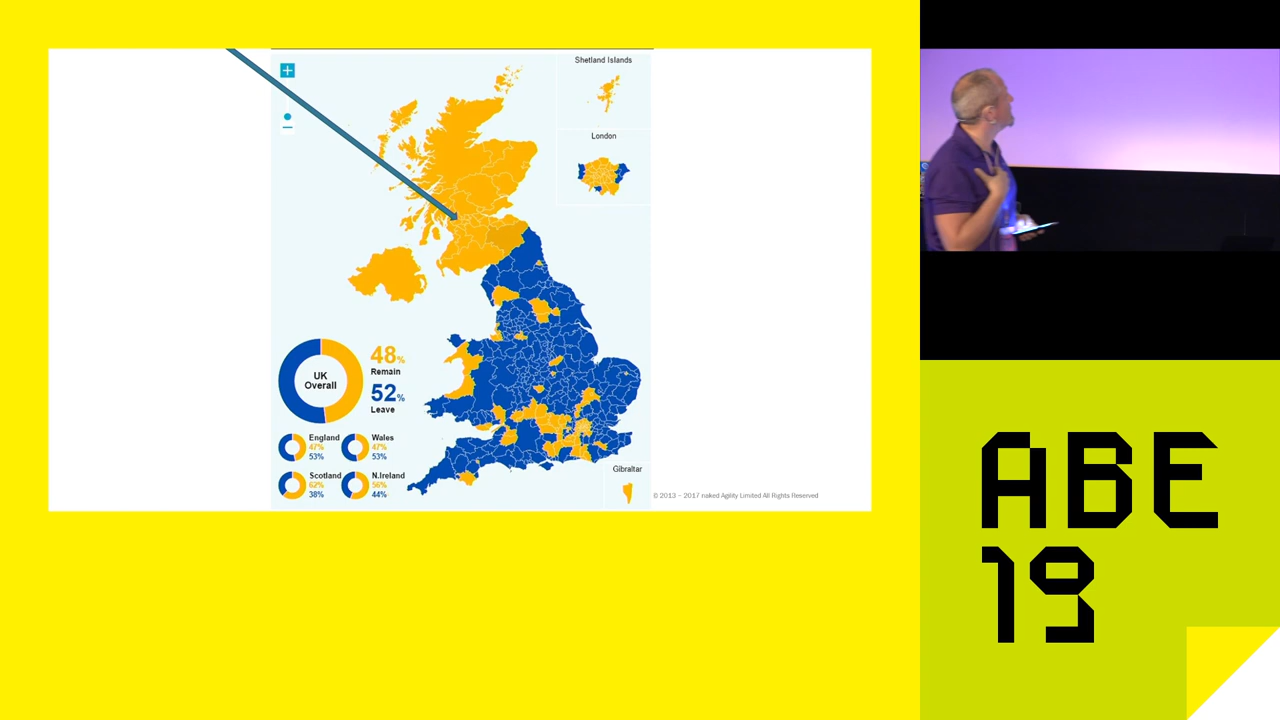 Shetland Islands
London
UK
Overall
48%
Remain
52%
Leave
England
47%
53%
Wales
47%
53%
Scotland
62%
38%
N.Ireland
56%
44%
Gibraltar
© 2013 – 2017 naked Agility Limited All Rights Reserved
ABE
19